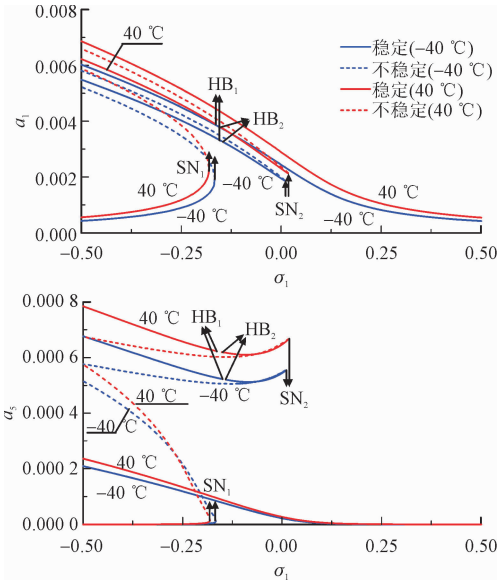 0.008
40 ℃
稳定(−40 ℃)
不稳定(−40 ℃)
稳定(40 ℃)
不稳定(40 ℃)
0.006
HB₁
HB₂
a₁
0.004
SN₁
0.002
40 ℃
−40 ℃
SN₂
40 ℃
−40 ℃
0.000
−0.50
−0.25
0.00
0.25
0.50
σ₁
0.000 8
40 ℃
HB₁
HB₂
0.000 6
−40 ℃
40 ℃
SN₂
a₅
0.000 4
−40 ℃
40 ℃
0.000 2
−40 ℃
SN₁
0.000 0
−0.50
−0.25
0.00
0.25
0.50
σ₁